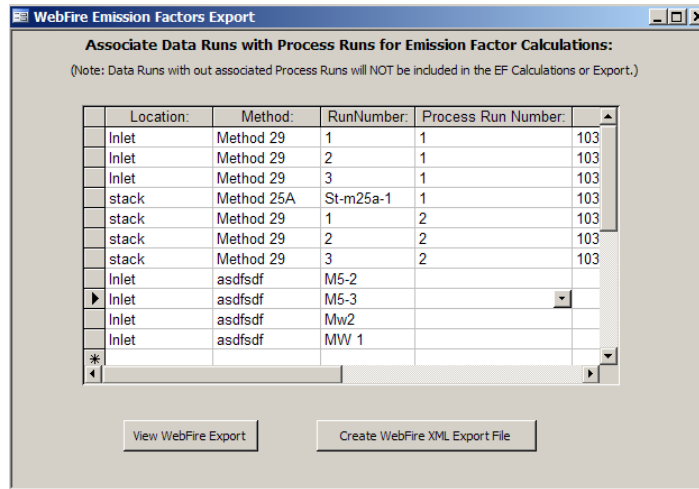 WebFire Emission Factors Export
Associate Data Runs with Process Runs for Emission Factor Calculations:
(Note: Data Runs with out associated Process Runs will NOT be included in the EF Calculations or Export.)
Location: Method: RunNumber: Process Run Number:
Inlet Method 29 1 1 103
Inlet Method 29 2 1 103
Inlet Method 29 3 1 103
stack Method 25A St-m25a-1 1 103
stack Method 29 1 2 103
stack Method 29 2 2 103
stack Method 29 3 2 103
Inlet asdfsdf M5-2
Inlet asdfsdf M5-3
Inlet asdfsdf Mw2
Inlet asdfsdf MW 1
View WebFire Export Create WebFire XML Export File